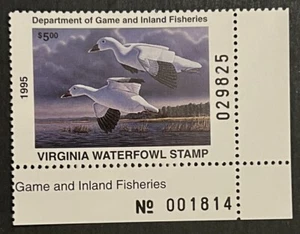 Department of Game and Inland Fisheries
$5.00
1995
029825
VIRGINIA WATERFOWL STAMP
Game and Inland Fisheries
No 001814